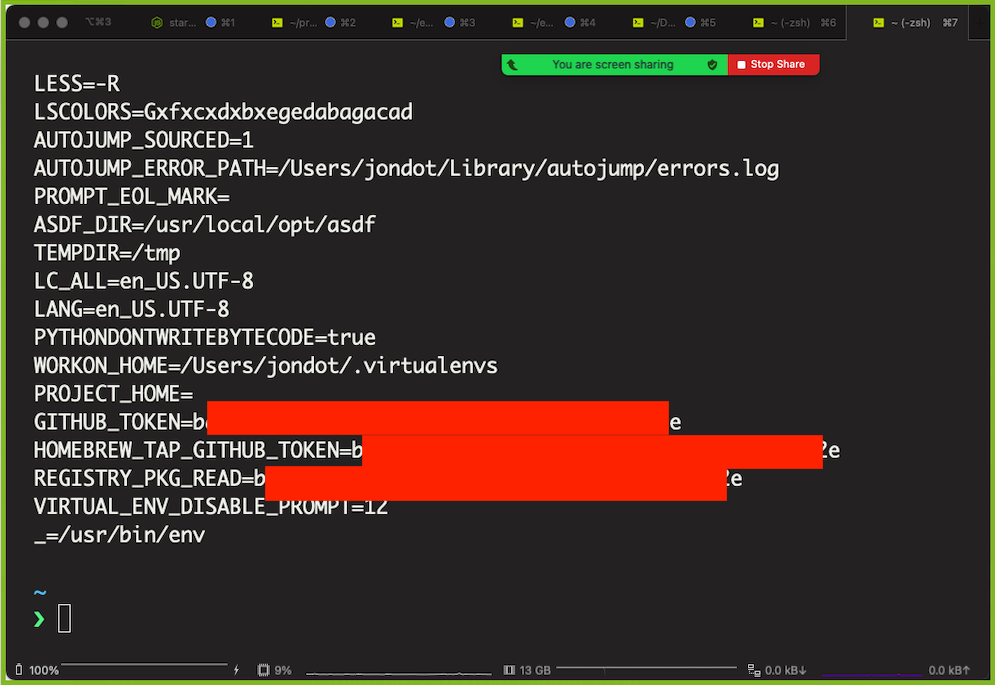 ⌥⌘3 star... ⌘1 ~/pr... ⌘2 ~/e... ⌘3 ~/e... ⌘4 ~/D... ⌘5 ~ (-zsh) ⌘6 ~ (-zsh) ⌘7
You are screen sharing Stop Share
LESS=-R
LSCOLORS=Gxfxcxdxbxegedabagacad
AUTOJUMP_SOURCED=1
AUTOJUMP_ERROR_PATH=/Users/jondot/Library/autojump/errors.log
PROMPT_EOL_MARK=
ASDF_DIR=/usr/local/opt/asdf
TEMPDIR=/tmp
LC_ALL=en_US.UTF-8
LANG=en_US.UTF-8
PYTHONDONTWRITEBYTECODE=true
WORKON_HOME=/Users/jondot/.virtualenvs
PROJECT_HOME=
GITHUB_TOKEN=b e
HOMEBREW_TAP_GITHUB_TOKEN=b 2e
REGISTRY_PKG_READ=b 2e
VIRTUAL_ENV_DISABLE_PROMPT=12
_=/usr/bin/env
~
❯
100% 9% 13 GB 0.0 kB↓ 0.0 kB↑